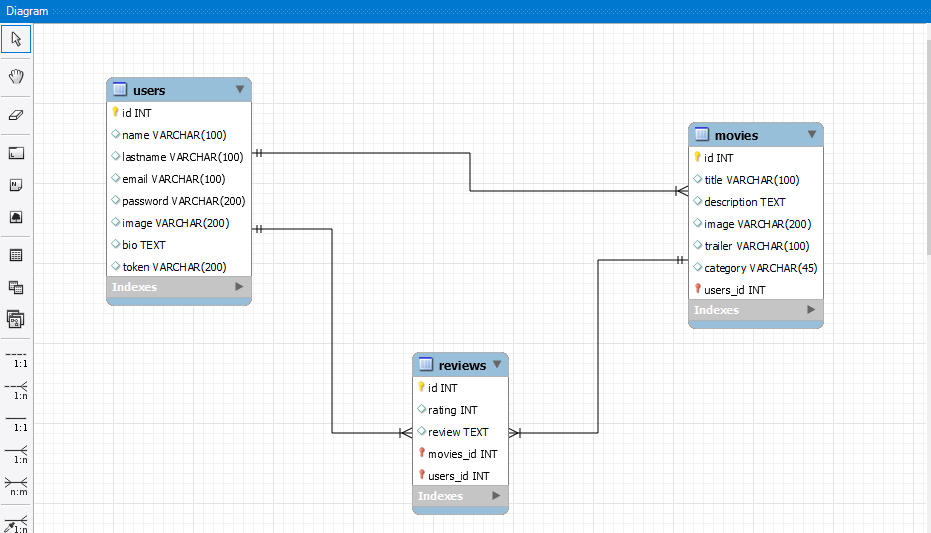 Diagram
users
id INT
name VARCHAR(100)
lastname VARCHAR(100)
email VARCHAR(100)
password VARCHAR(200)
image VARCHAR(200)
bio TEXT
token VARCHAR(200)
Indexes
movies
id INT
title VARCHAR(100)
description TEXT
image VARCHAR(200)
trailer VARCHAR(100)
category VARCHAR(45)
users_id INT
Indexes
reviews
id INT
rating INT
review TEXT
movies_id INT
users_id INT
Indexes
1:1
1:n
1:1
1:n
n:m
1:n